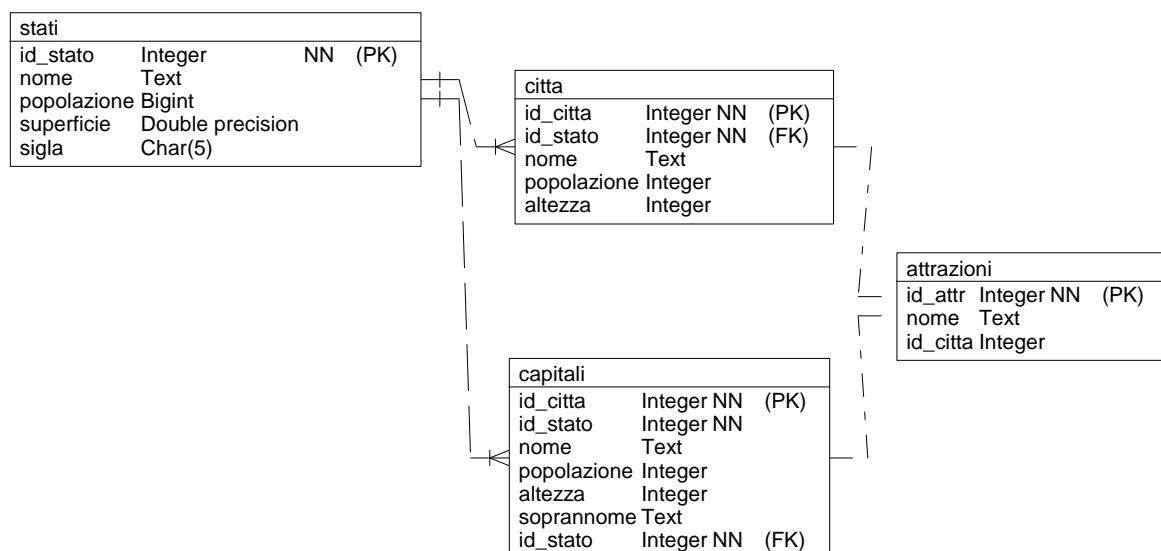 stati
id_stato Integer NN (PK)
nome Text
popolazione Bigint
superficie Double precision
sigla Char(5)
citta
id_citta Integer NN (PK)
id_stato Integer NN (FK)
nome Text
popolazione Integer
altezza Integer
attrazioni
id_attr Integer NN (PK)
nome Text
id_citta Integer
capitali
id_citta Integer NN (PK)
id_stato Integer NN
nome Text
popolazione Integer
altezza Integer
soprannome Text
id_stato Integer NN (FK)